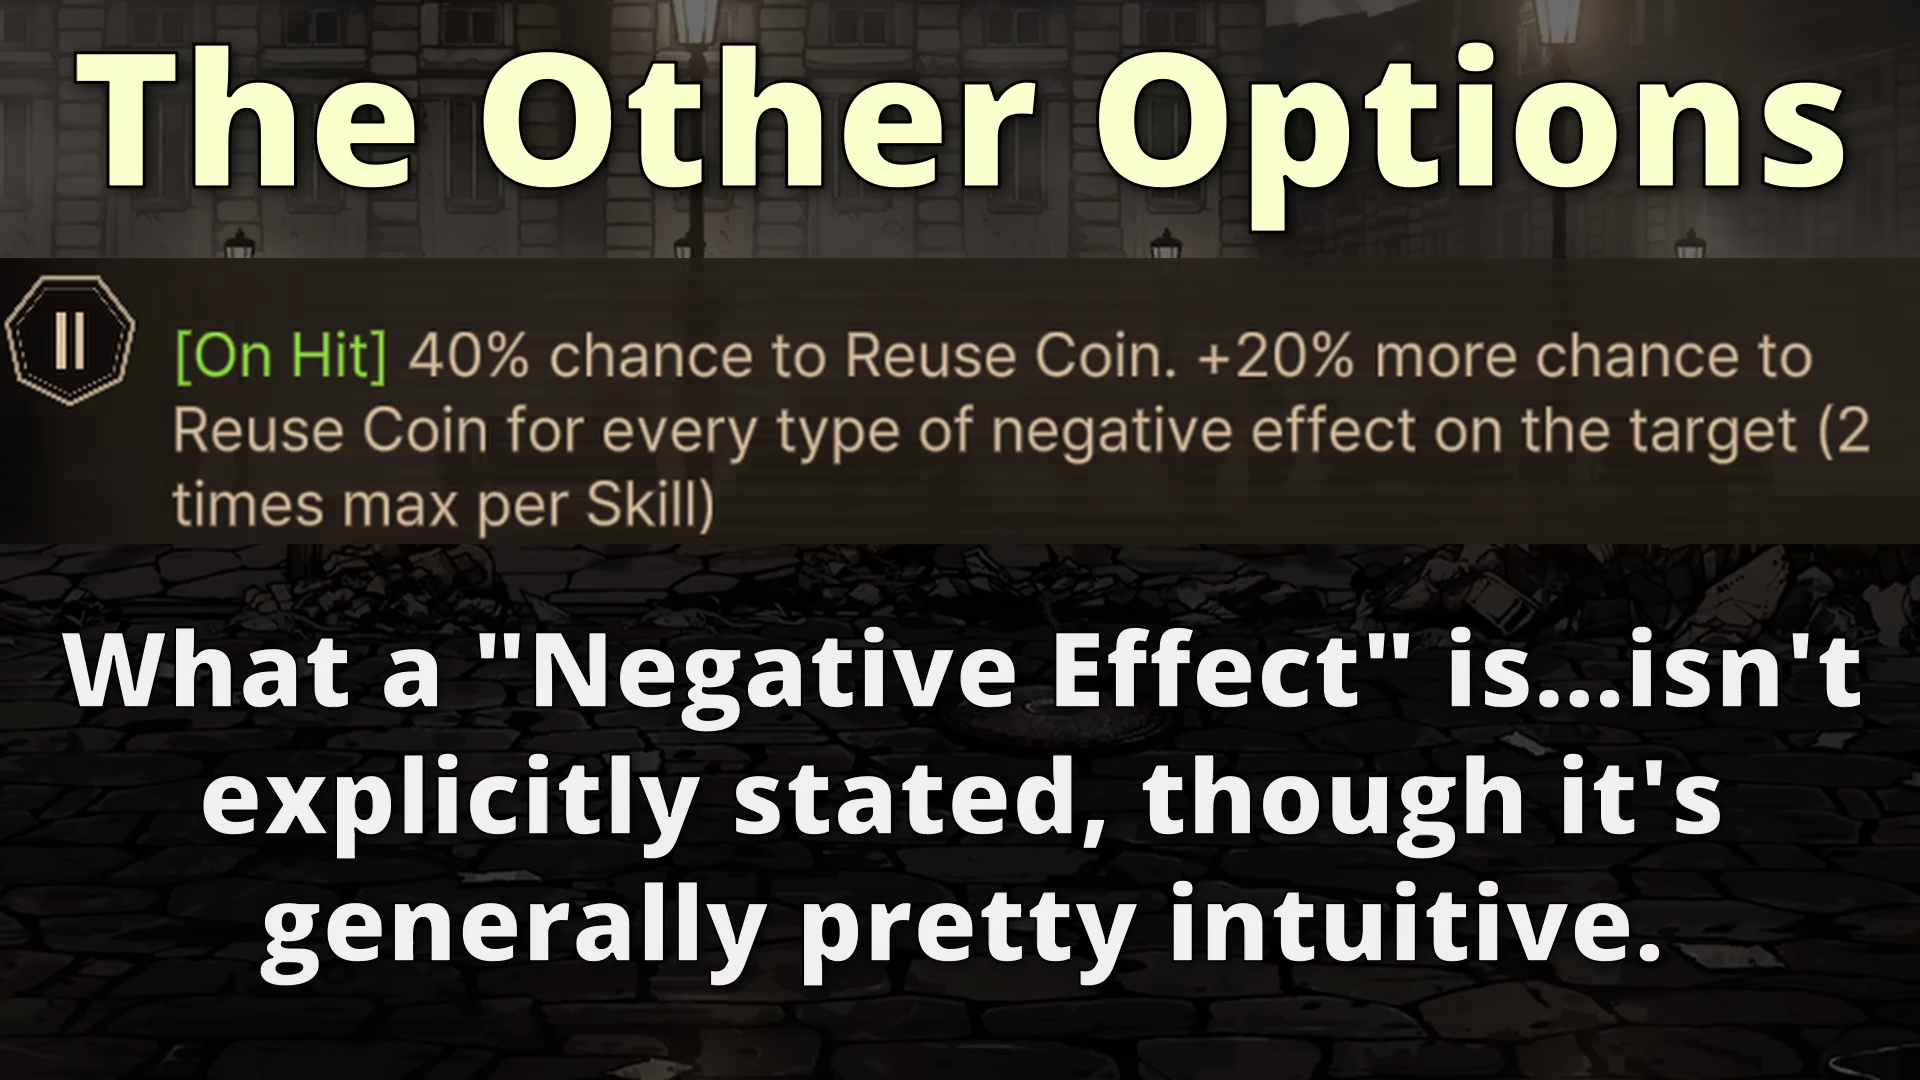 The Other Options
II
[On Hit] 40% chance to Reuse Coin. +20% more chance to
Reuse Coin for every type of negative effect on the target (2
times max per Skill)
What a "Negative Effect" is...isn't
explicitly stated, though it's
generally pretty intuitive.